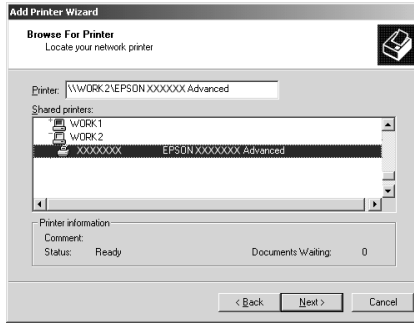 Add Printer Wizard
Browse For Printer
Locate your network printer
Printer: \\WORK2\EPSON XXXXXX Advanced
Shared printers:
WORK1
WORK2
XXXXXXX EPSON XXXXXXX Advanced
Printer information
Comment:
Status: Ready Documents Waiting: 0
< Back Next > Cancel